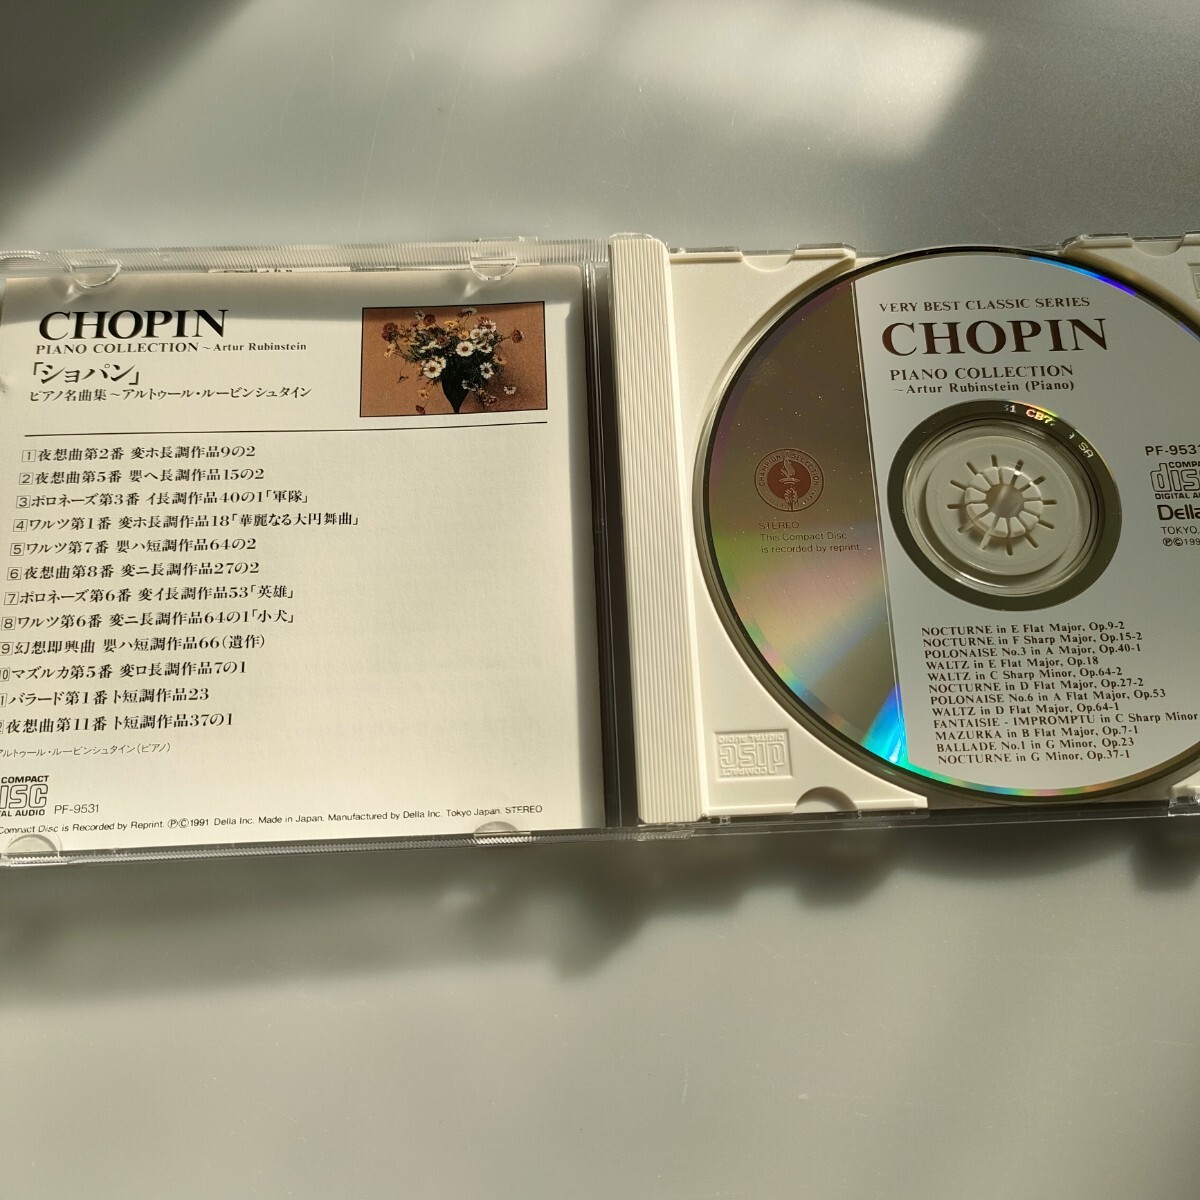 CHOPIN
PIANO COLLECTION ~Artur Rubinstein
「ショパン」
ピアノ名曲集~アルトゥール・ルービンシュタイン
1夜想曲第2番 変ホ長調作品9の2
2夜想曲第5番 嬰ヘ長調作品15の2
3ポロネーズ第3番 イ長調作品40の1「軍隊」
4ワルツ第1番 変ホ長調作品18「華麗なる大円舞曲」
5ワルツ第7番 嬰ハ短調作品64の2
6夜想曲第8番 変ニ長調作品27の2
7ポロネーズ第6番 変イ長調作品53「英雄」
8ワルツ第6番 変ニ長調作品64の1「小犬」
9幻想即興曲 嬰ハ短調作品66(遺作)
マズルカ第5番 変ロ長調作品7の1
バラード第1番ト短調作品23
夜想曲第11番ト短調作品37の1
アルトゥール・ルービンシュタイン(ピアノ)
COMPACT
DISC
AL AUDIO PF-9531
Compact Disc is Recorded by Reprint. ⓅⒸ1991 Della Inc. Made in Japan. Manufactured by Della Inc. Tokyo Japan. STEREO
VERY BEST CLASSIC SERIES
CHOPIN
PIANO COLLECTION
~Artur Rubinstein (Piano)
CHAMPION SELECTION
STEREO
This Compact Disc
is recorded by reprint.
PF-9531
COMPACT
disc
DIGITAL AUDIO
Della
TOKYO,
ⓅⒸ199
NOCTURNE in E Flat Major, Op.9-2
NOCTURNE in F Sharp Major, Op.15-2
POLONAISE No.3 in A Major, Op.40-1
WALTZ in E Flat Major, Op.18
WALTZ in C Sharp Minor, Op.64-2
NOCTURNE in D Flat Major, Op.27-2
POLONAISE No.6 in A Flat Major, Op.53
WALTZ in D Flat Major, Op.64-1
FANTAISIE - IMPROMPTU in C Sharp Minor
MAZURKA in B Flat Major, Op.7-1
BALLADE No.1 in G Minor, Op.23
NOCTURNE in G Minor, Op.37-1
COMPACT
disc
DIGITAL AUDIO